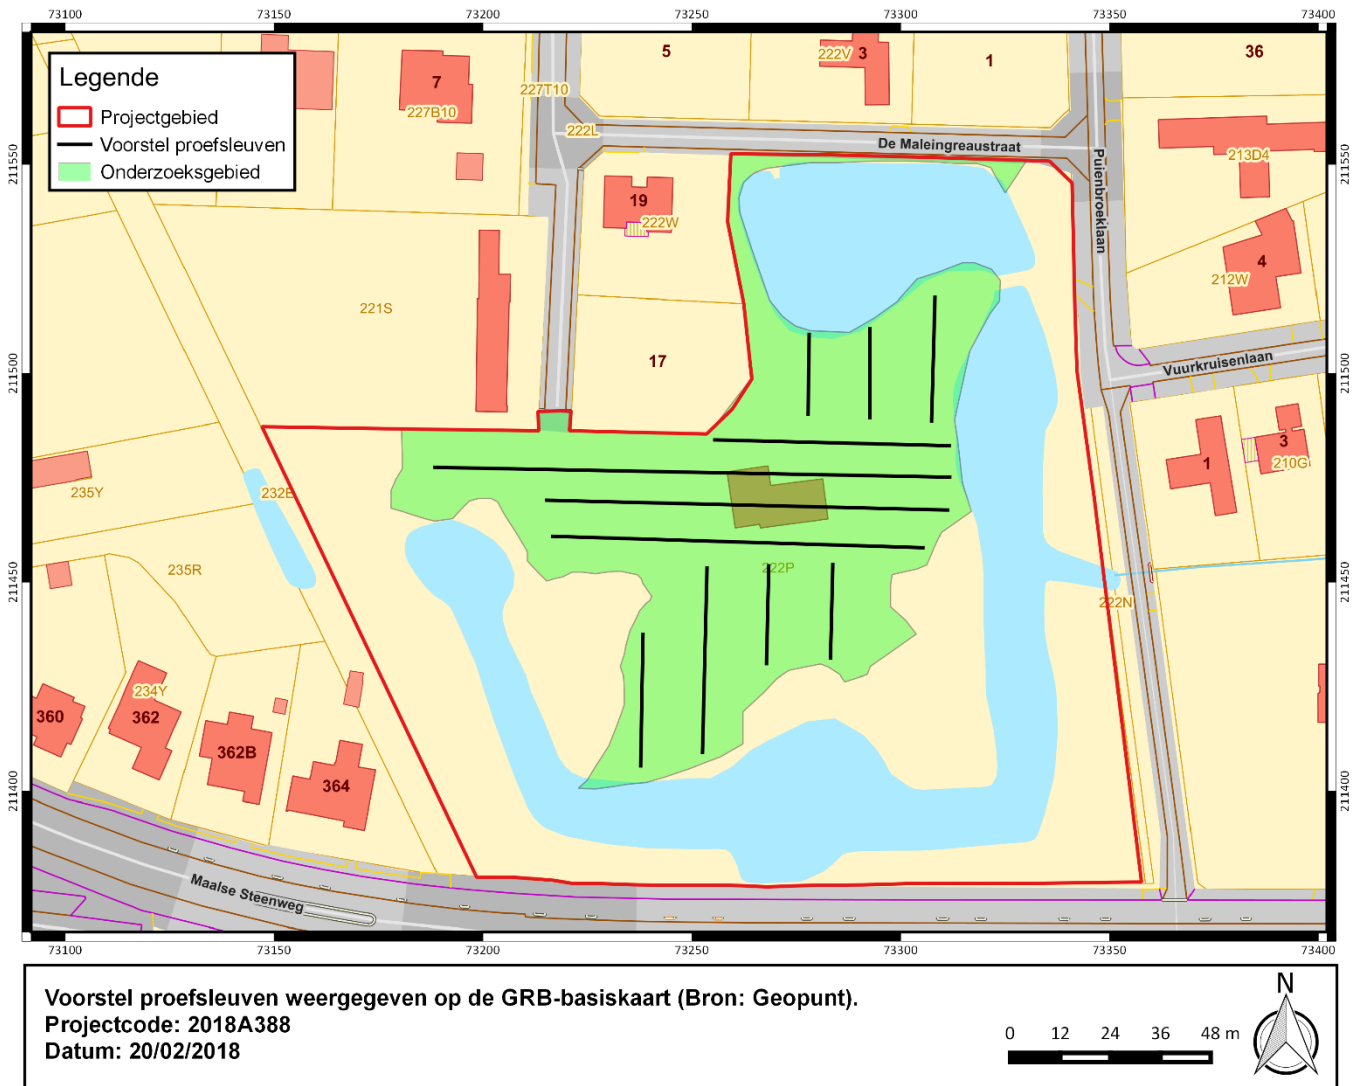 73100 73150 73200 73250 73300 73350 73400
Legende
Projectgebied
Voorstel proefsleuven
Onderzoeksgebied
7
227B10
227T10
222L
5
222V
3
1
36
De Maleingreaustraat
Puienbroeklaan
213D4
211550
211550
19
222W
4
212W
221S
17
Vuurkruisenlaan
211500
211500
1
3
210G
235Y
232E
235R
222P
222N
211450
211450
234Y
360
362
362B
364
211400
211400
Maalse Steenweg
73100 73150 73200 73250 73300 73350 73400
Voorstel proefsleuven weergegeven op de GRB-basiskaart (Bron: Geopunt).
Projectcode: 2018A388
Datum: 20/02/2018
0 12 24 36 48 m
N